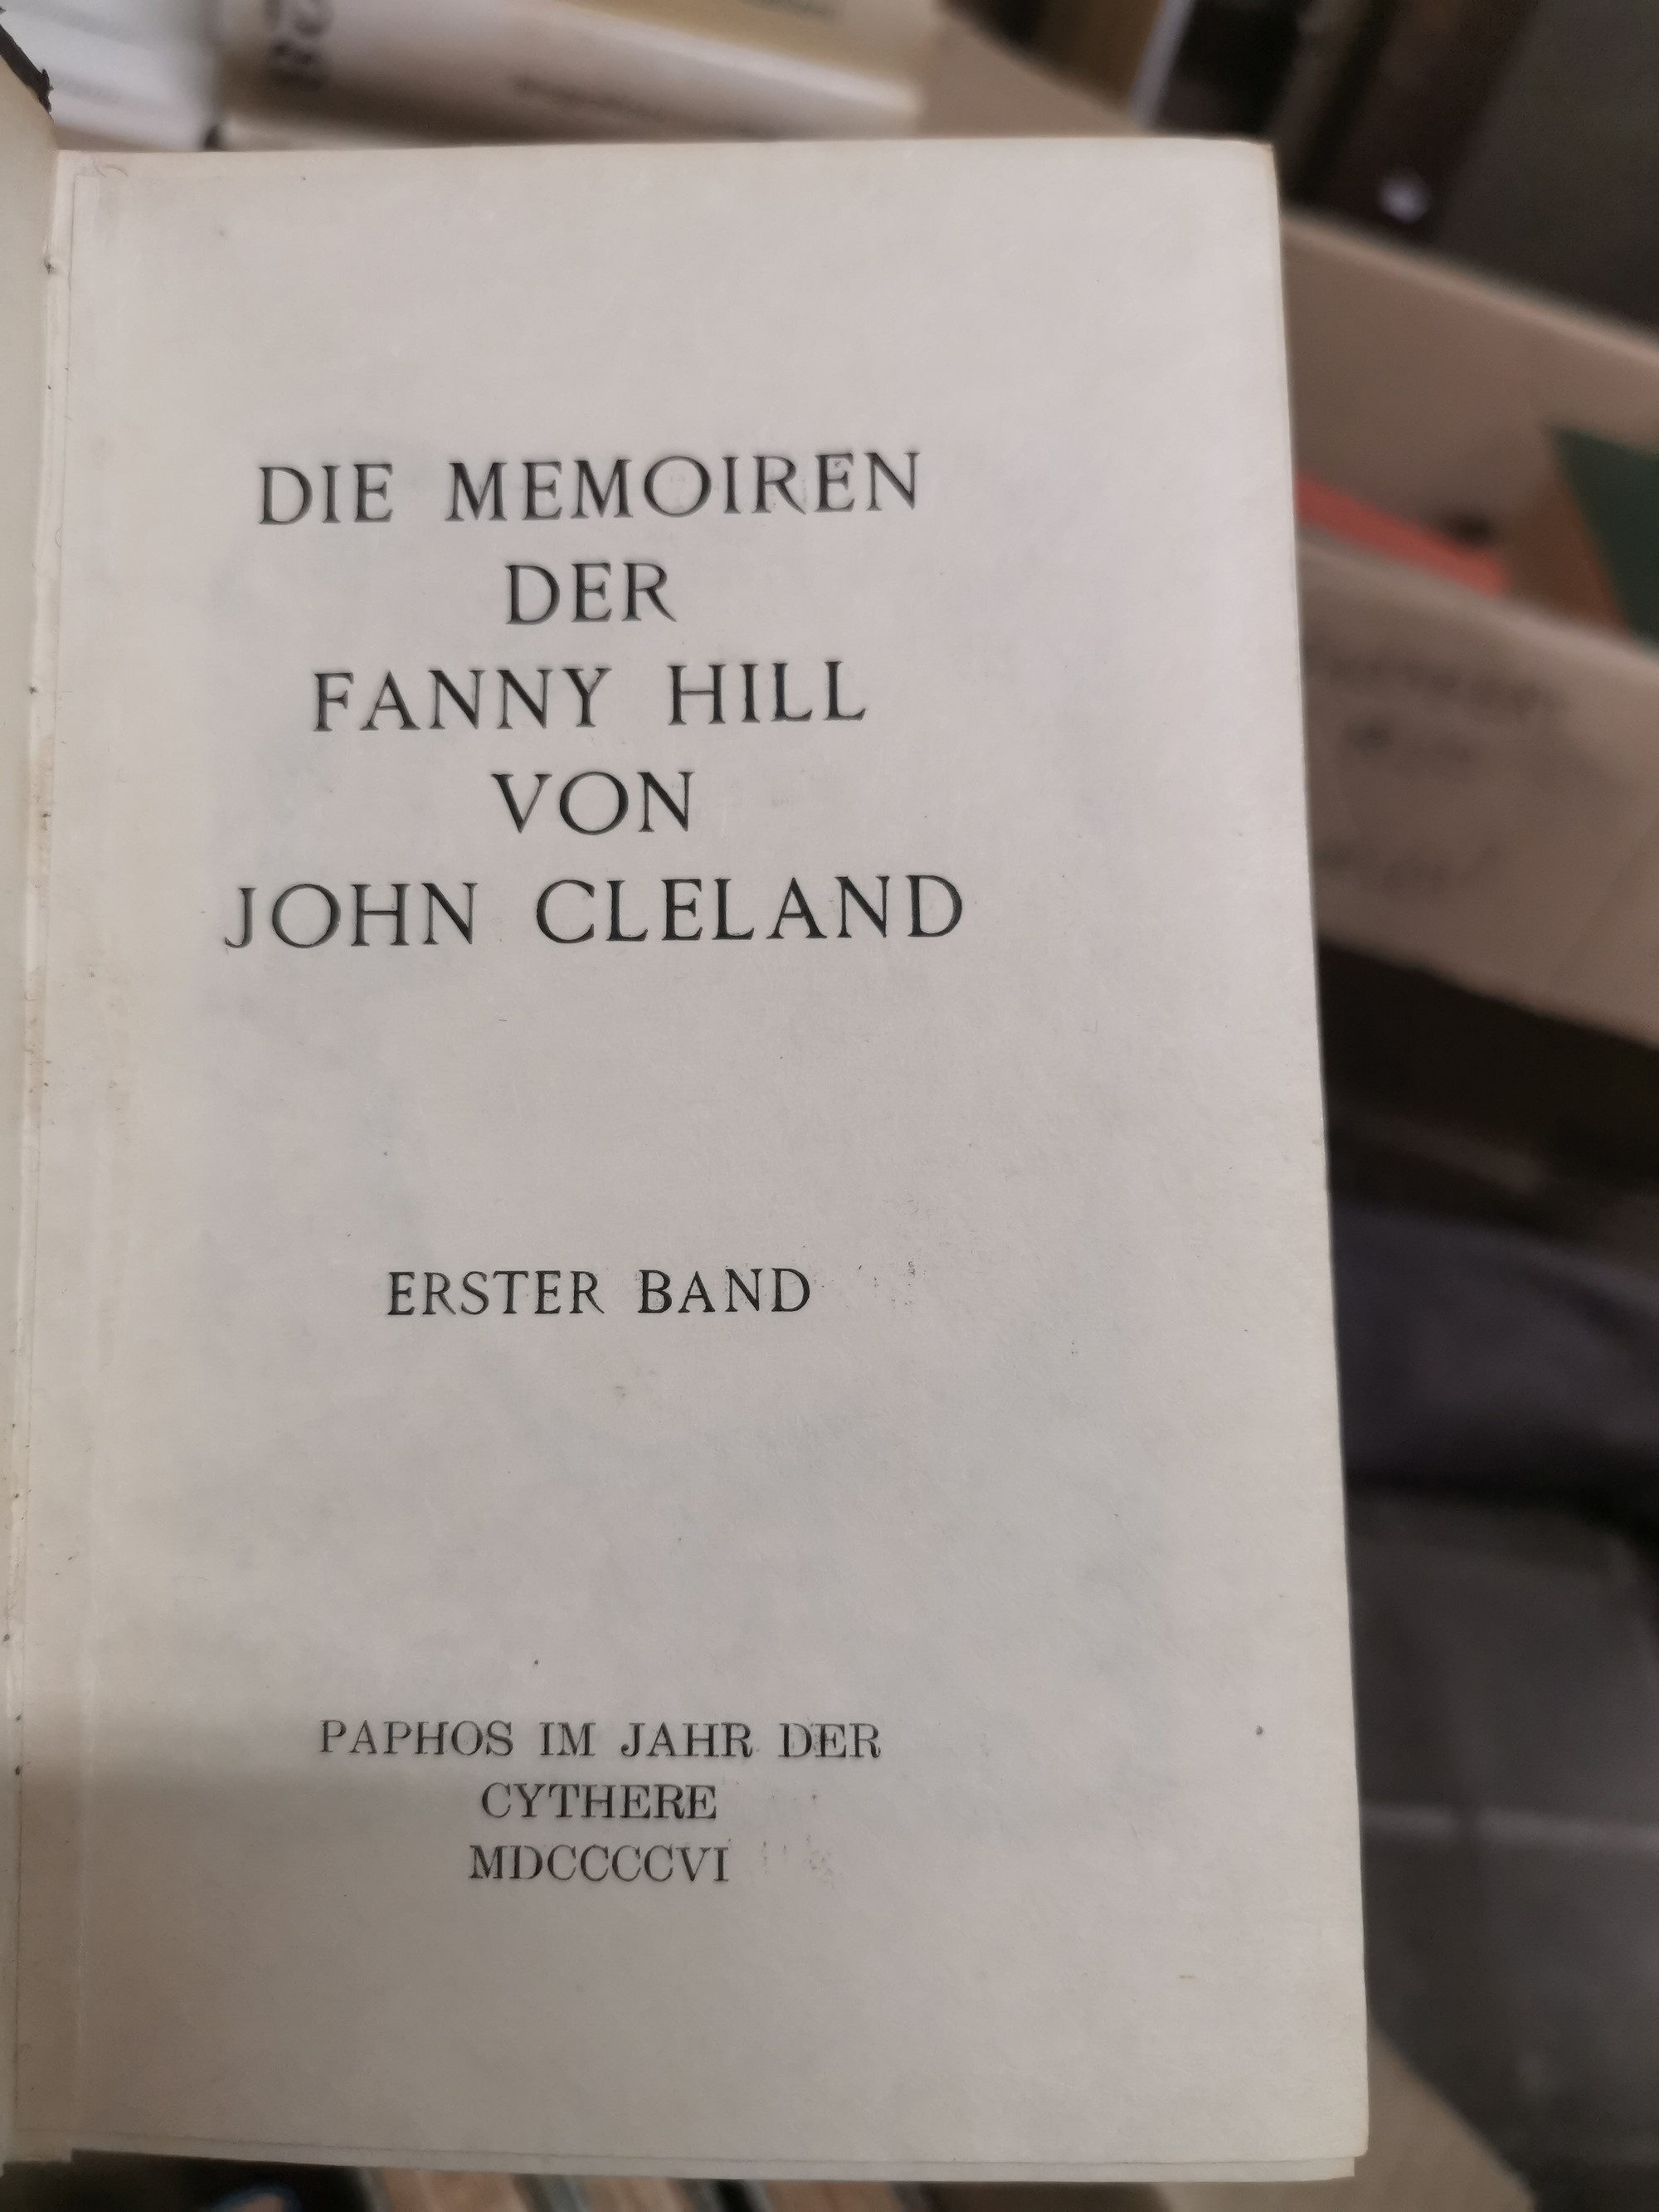 DIE MEMOIREN
DER
FANNY HILL
VON
JOHN CLELAND
ERSTER BAND
PAPHOS IM JAHR DER
CYTHERE
MDCCCCVI